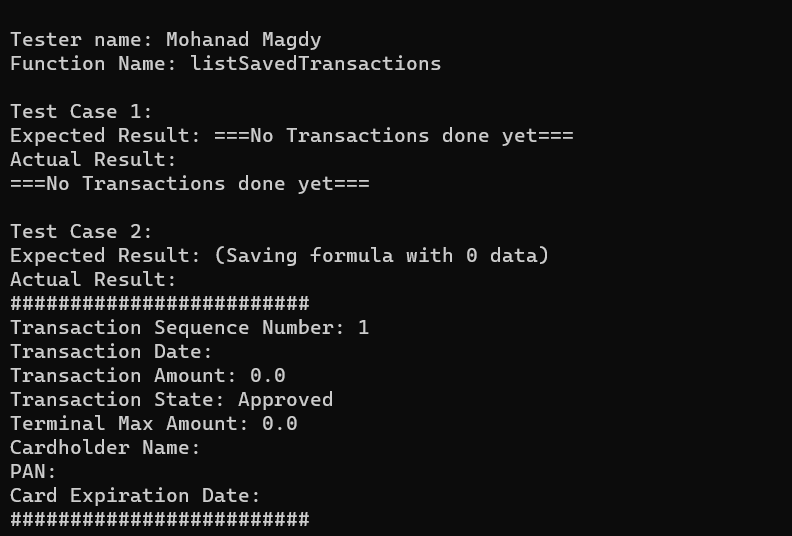 Tester name: Mohanad Magdy
Function Name: listSavedTransactions
Test Case 1:
Expected Result: ===No Transactions done yet===
Actual Result:
===No Transactions done yet===
Test Case 2:
Expected Result: (Saving formula with 0 data)
Actual Result:
#########################
Transaction Sequence Number: 1
Transaction Date:
Transaction Amount: 0.0
Transaction State: Approved
Terminal Max Amount: 0.0
Cardholder Name:
PAN:
Card Expiration Date:
#########################